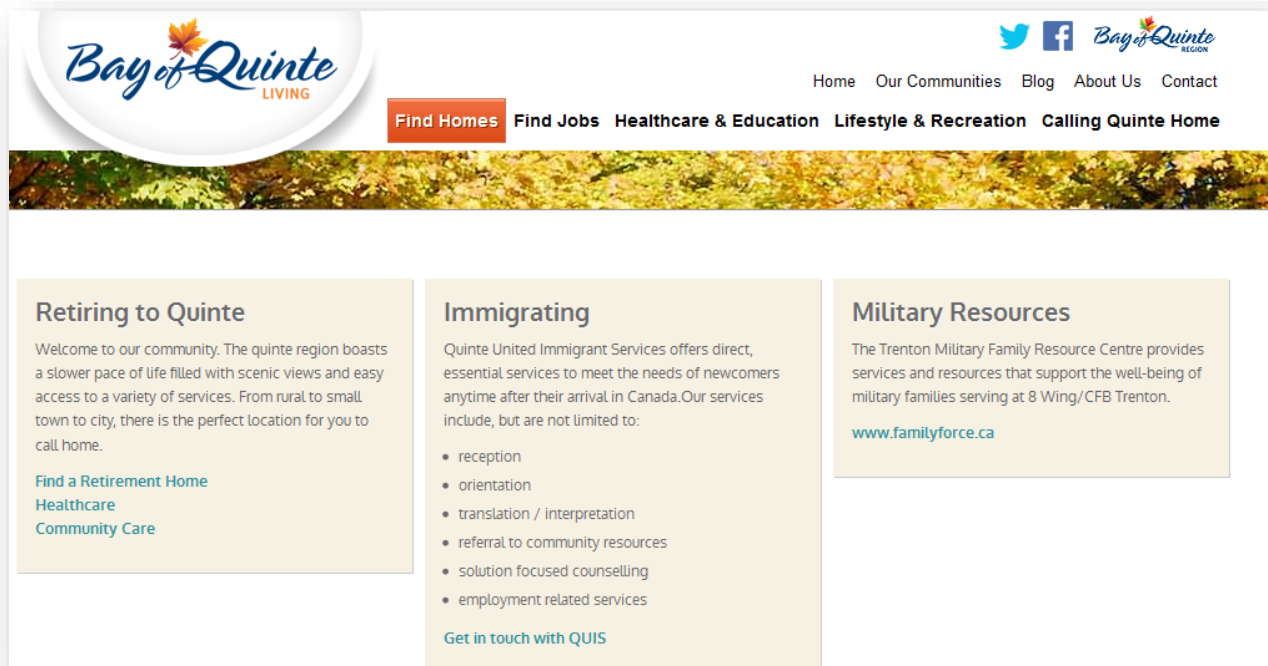 Bay of Quinte
LIVING
Bay of Quinte
REGION
Home Our Communities Blog About Us Contact
Find Homes Find Jobs Healthcare & Education Lifestyle & Recreation Calling Quinte Home
Retiring to Quinte
Welcome to our community. The quinte region boasts
a slower pace of life filled with scenic views and easy
access to a variety of services. From rural to small
town to city, there is the perfect location for you to
call home.
Find a Retirement Home
Healthcare
Community Care
Immigrating
Quinte United Immigrant Services offers direct,
essential services to meet the needs of newcomers
anytime after their arrival in Canada.Our services
include, but are not limited to:
• reception
• orientation
• translation / interpretation
• referral to community resources
• solution focused counselling
• employment related services
Get in touch with QUIS
Military Resources
The Trenton Military Family Resource Centre provides
services and resources that support the well-being of
military families serving at 8 Wing/CFB Trenton.
www.familyforce.ca